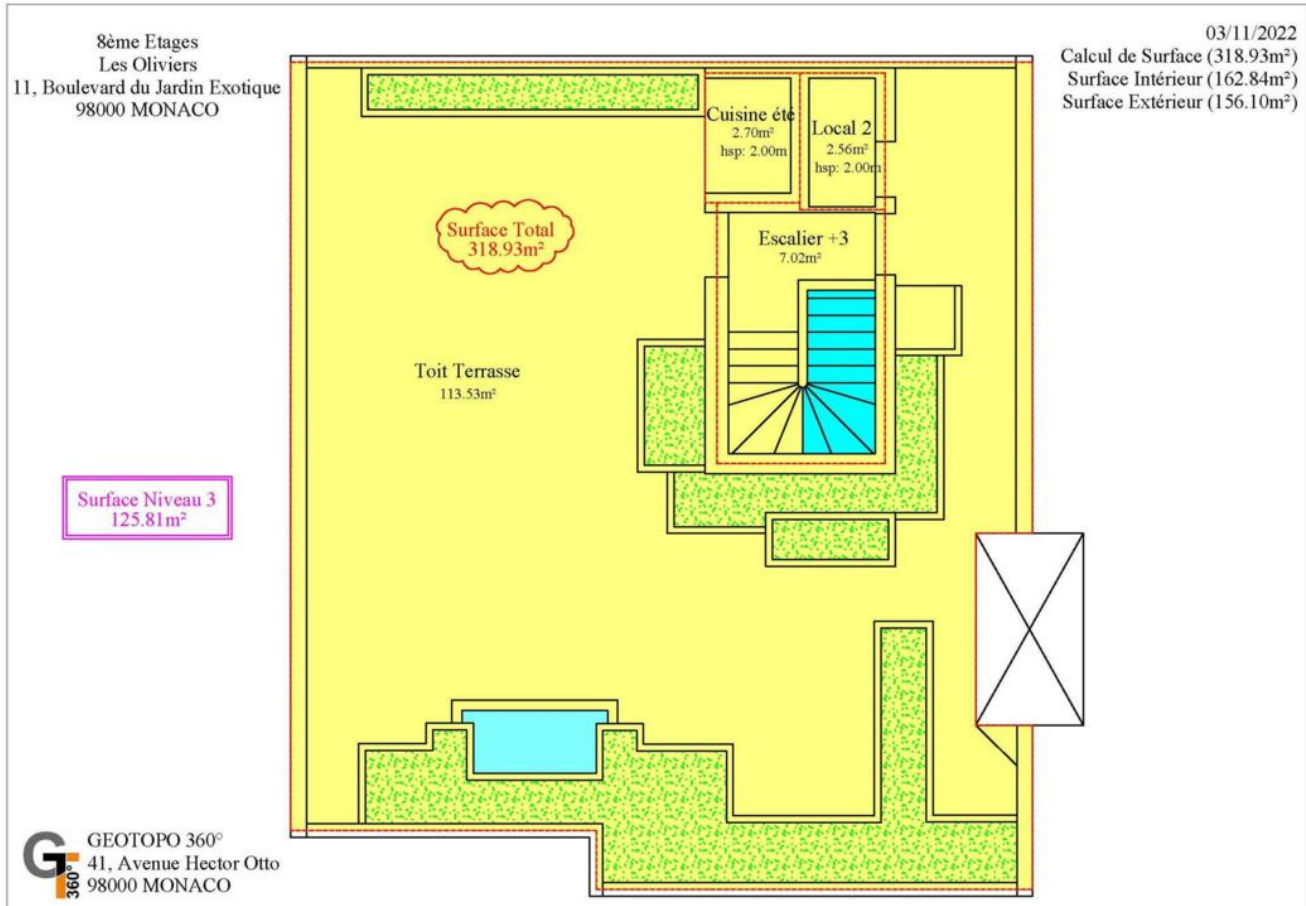 8ème Etages
Les Oliviers
11, Boulevard du Jardin Exotique
98000 MONACO
03/11/2022
Calcul de Surface (318.93m²)
Surface Intérieur (162.84m²)
Surface Extérieur (156.10m²)
Cuisine été
2.70m²
hsp: 2.00m
Local 2
2.56m²
hsp: 2.00m
Surface Total
318.93m²
Escalier +3
7.02m²
Toit Terrasse
113.53m²
Surface Niveau 3
125.81m²
GT
360°
GEOTOPO 360°
41, Avenue Hector Otto
98000 MONACO